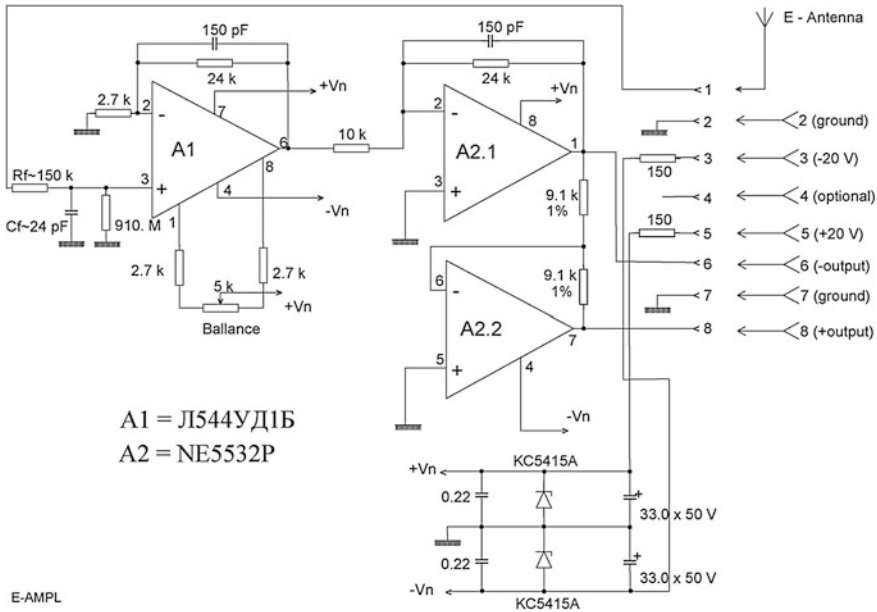 150 pF
24 k
2.7 k
+Vn
2
-
7
A1
6
8
3
+
4
1
-Vn
Rf~150 k
Cf~24 pF
910. M
2.7 k
2.7 k
5 k
+Vn
Ballance
10 k
150 pF
24 k
+Vn
2
-
8
A2.1
1
3
+
9.1 k
1%
9.1 k
1%
6
-
A2.2
7
5
+
4
-Vn
E - Antenna
1
2
2 (ground)
150
3
3 (-20 V)
4
4 (optional)
150
5
5 (+20 V)
6
6 (-output)
7
7 (ground)
8
8 (+output)
A1 = Л544УД1Б
A2 = NE5532P
+Vn
KC5415A
0.22
+
33.0 x 50 V
0.22
+
33.0 x 50 V
-Vn
KC5415A
E-AMPL